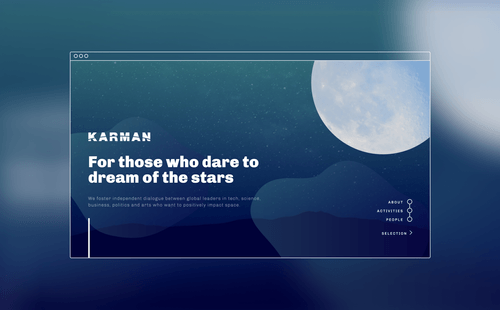 KARMAN
For those who dare to
dream of the stars
We foster independent dialogue between global leaders in tech, science,
business, politics and arts who want to positively impact space
ABOUT
ACTIVITIES
PEOPLE
SELECTION